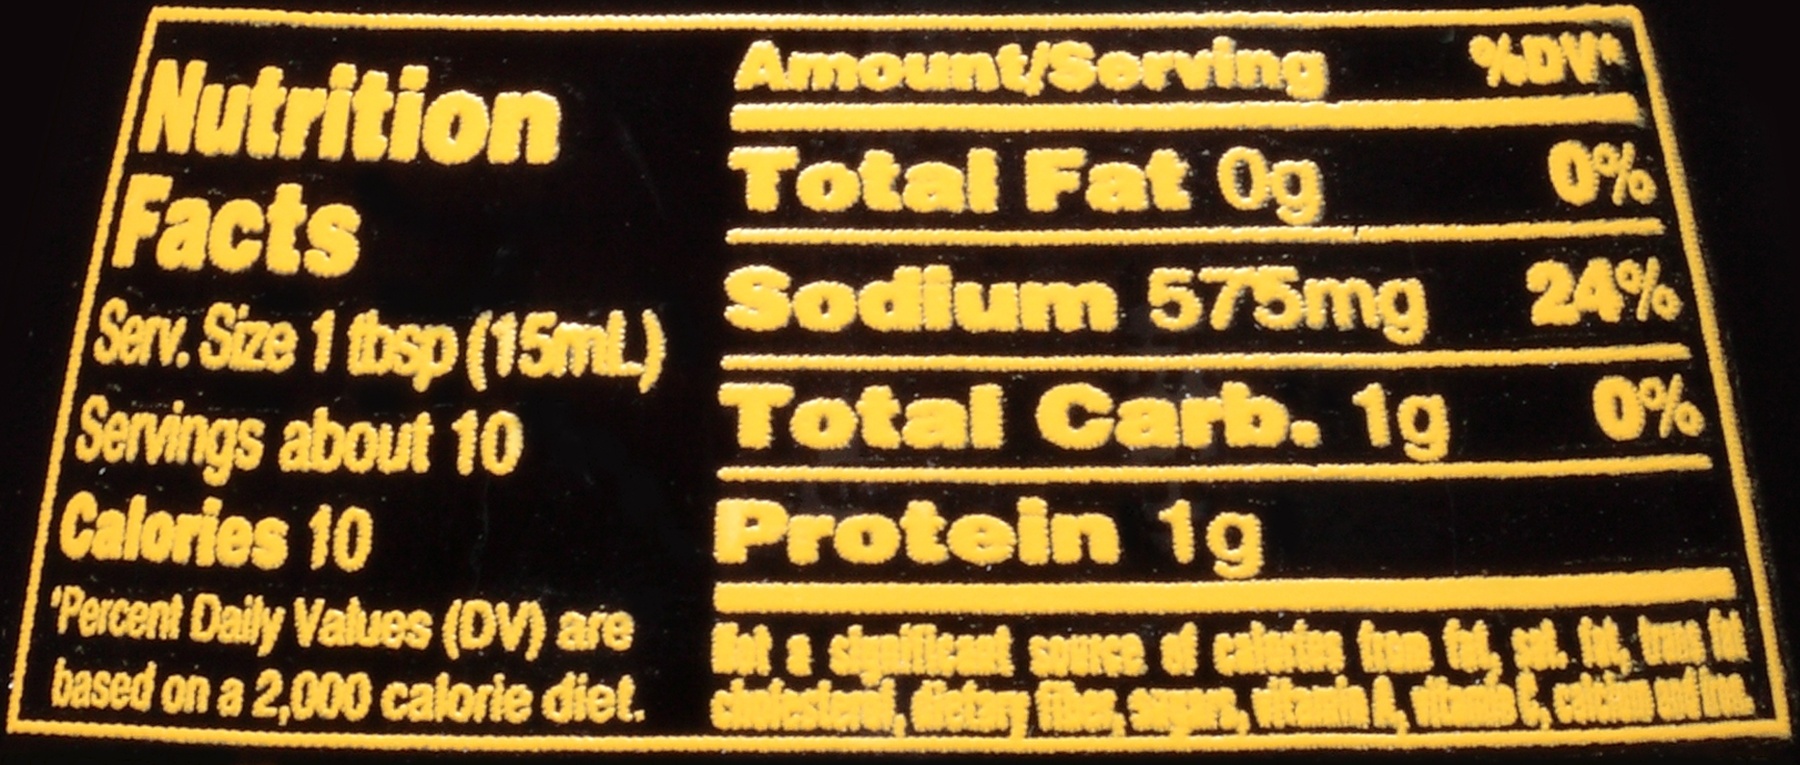 Nutrition
Facts
Serv. Size 1 tbsp (15mL)
Servings about 10
Calories 10
*Percent Daily Values (DV) are
based on a 2,000 calorie diet.
Amount/Serving %DV*
Total Fat 0g 0%
Sodium 575mg 24%
Total Carb. 1g 0%
Protein 1g
Not a significant source of calories from fat, sat. fat, trans fat
cholesterol, dietary fiber, sugars, vitamin A, vitamin C, calcium and iron.